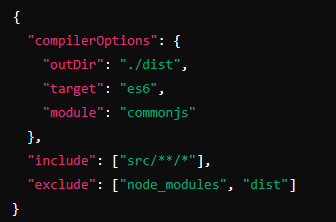 {
  "compilerOptions": {
    "outDir": "./dist",
    "target": "es6",
    "module": "commonjs"
  },
  "include": ["src/**/*"],
  "exclude": ["node_modules", "dist"]
}